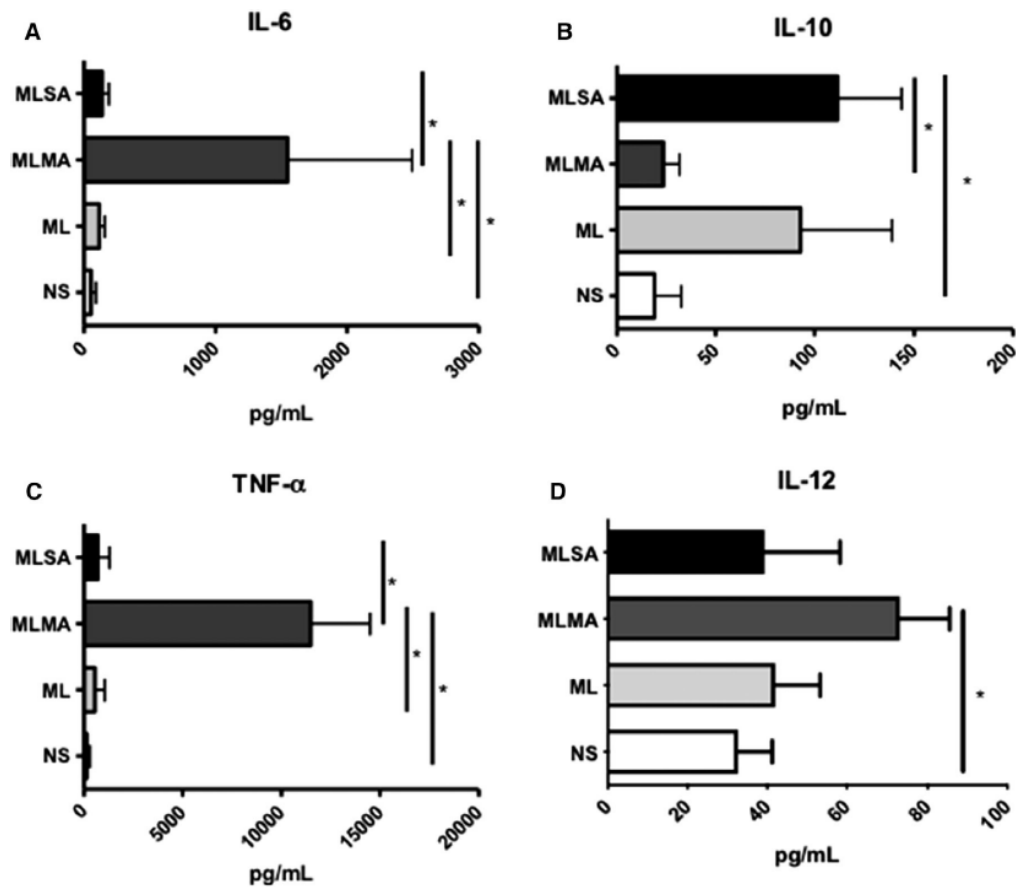 A
IL-6
MLSA
MLMA
ML
NS
*
*
*
0
1000
2000
3000
pg/mL
B
IL-10
MLSA
MLMA
ML
NS
*
*
0
50
100
150
200
pg/mL
C
TNF-α
MLSA
MLMA
ML
NS
*
*
*
0
5000
10000
15000
20000
pg/mL
D
IL-12
MLSA
MLMA
ML
NS
*
0
20
40
60
80
100
pg/mL